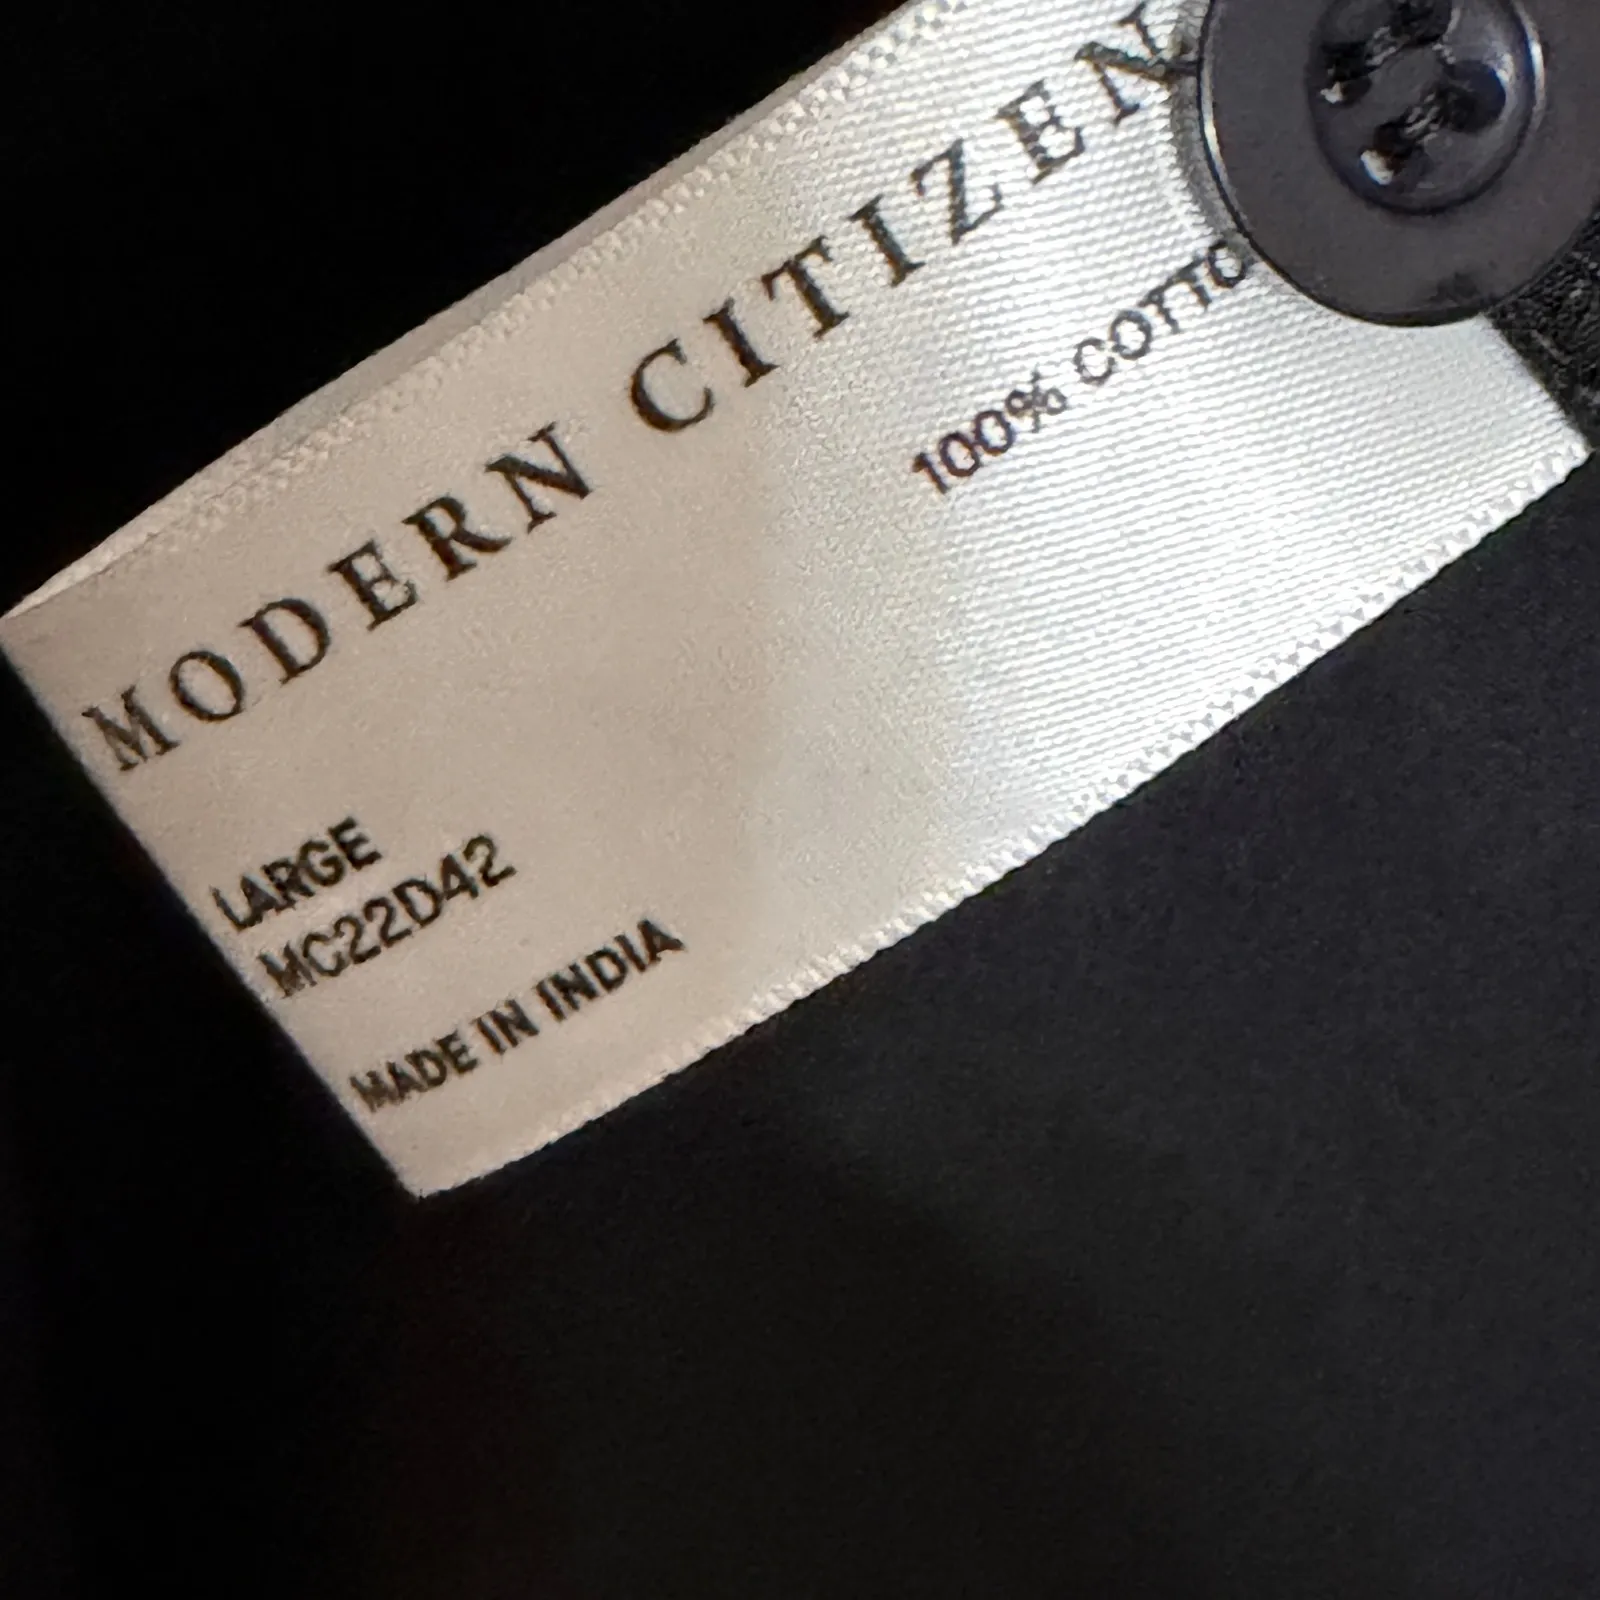 MODERN CITIZEN
100% COTTO
LARGE
MC22D42
MADE IN INDIA